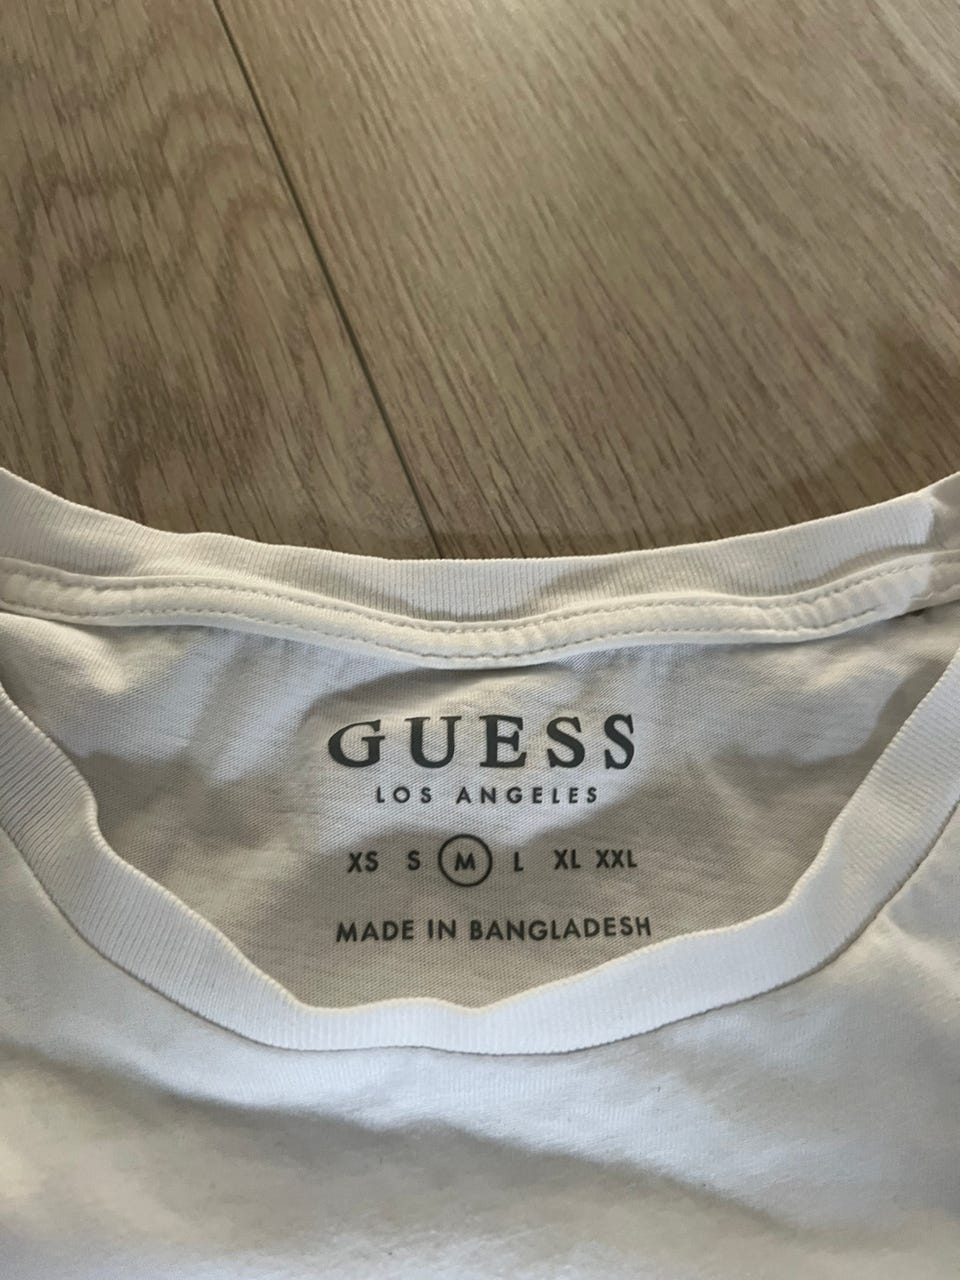 GUESS
LOS ANGELES
XS S M L XL XXL
MADE IN BANGLADESH